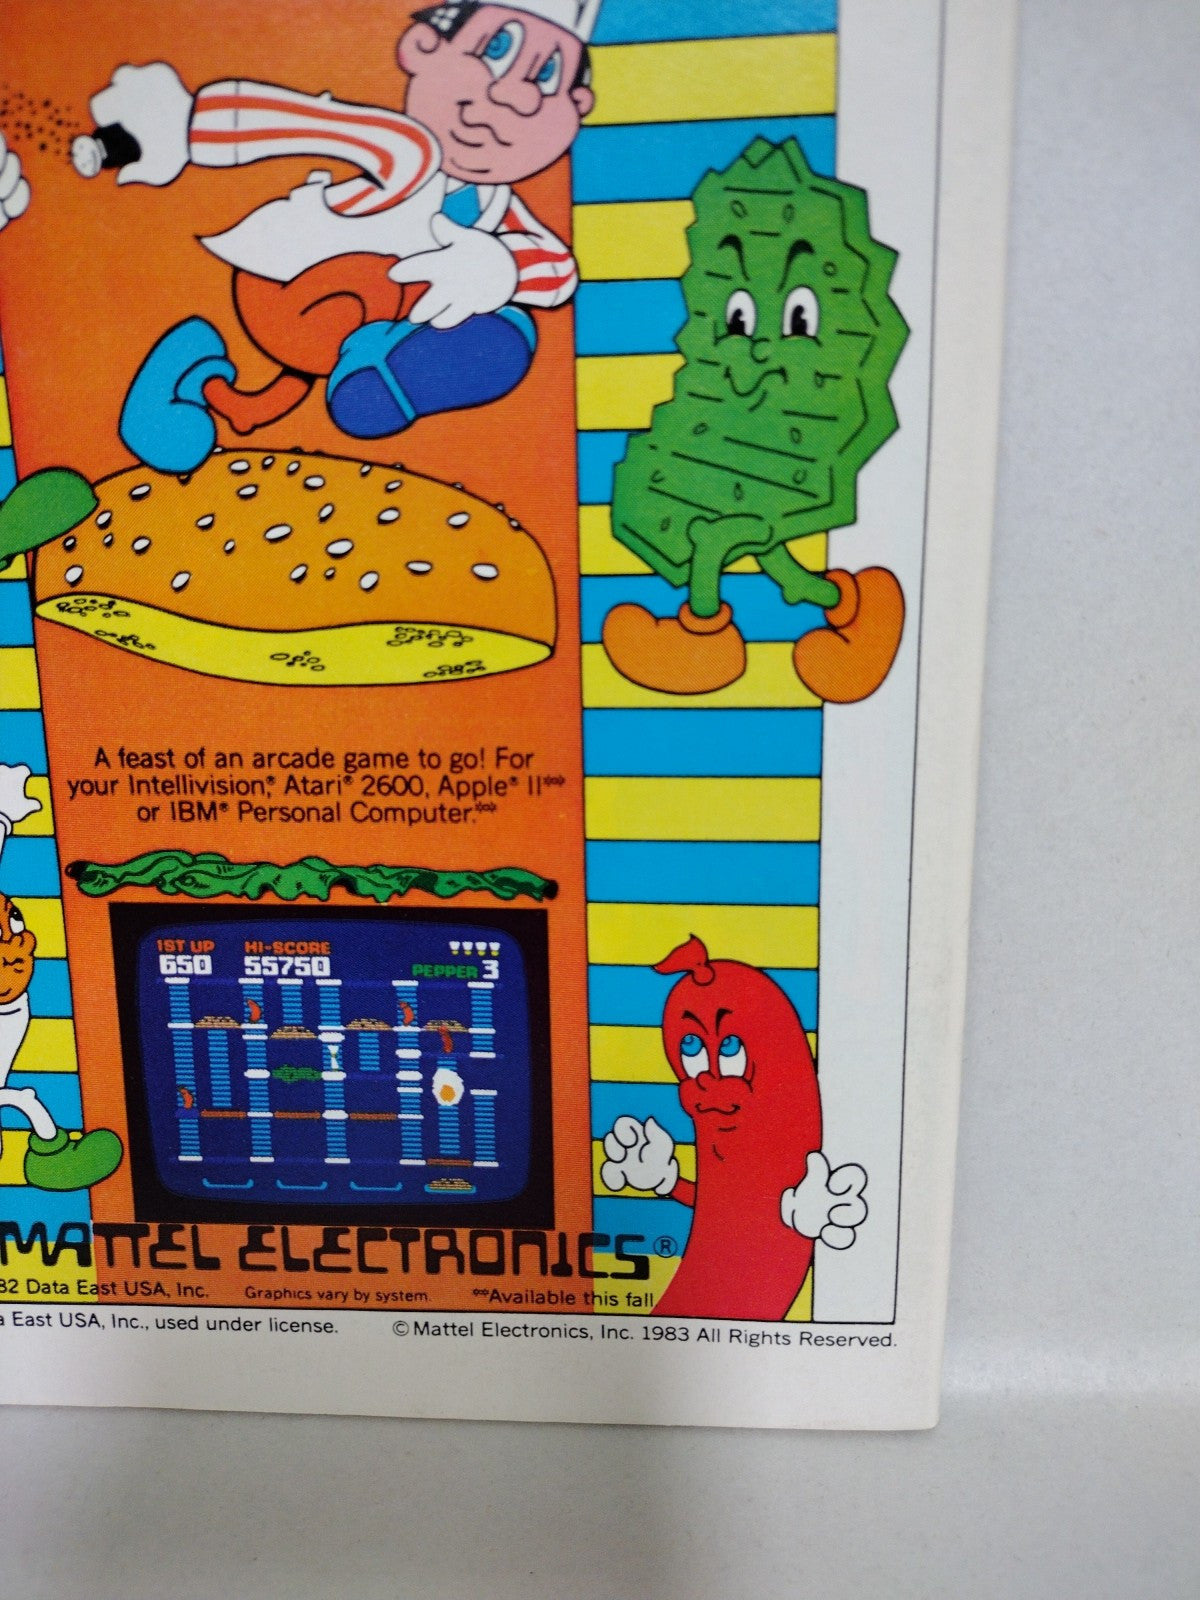 A feast of an arcade game to go! For
your Intellivision,® Atari® 2600, Apple® II**
or IBM® Personal Computer.**
1ST UP HI-SCORE
650 55750 PEPPER 3
MATTEL ELECTRONICS®
82 Data East USA, Inc. Graphics vary by system. **Available this fall
a East USA, Inc., used under license. © Mattel Electronics, Inc. 1983 All Rights Reserved.